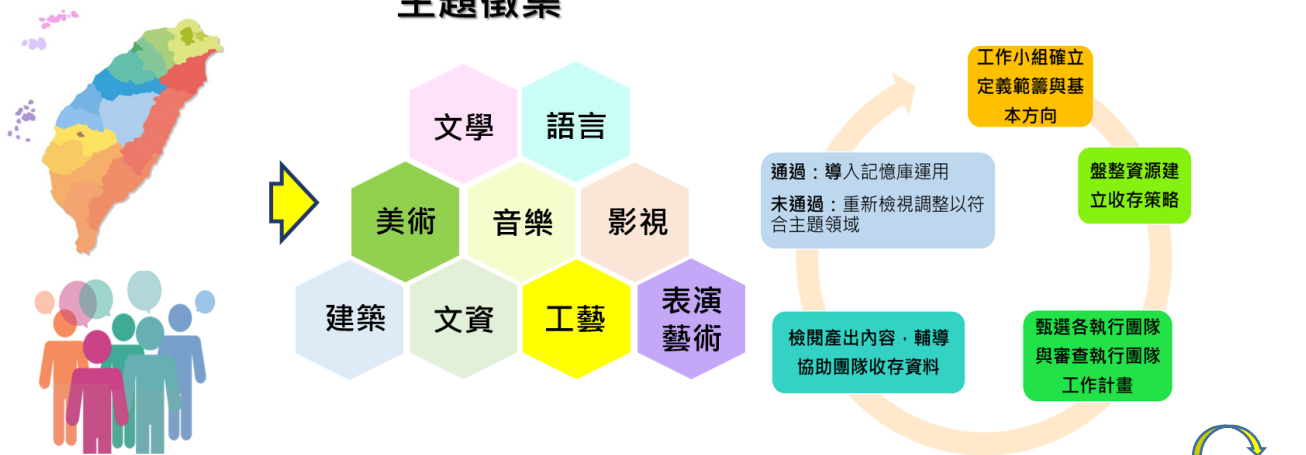 主題徵集
文學
語言
美術
音樂
影視
建築
文資
工藝
表演
藝術
工作小組確立
定義範籌與基
本方向
盤整資源建
立收存策略
甄選各執行團隊
與審查執行團隊
工作計畫
檢閱產出內容，輔導
協助團隊收存資料
通過：導入記憶庫運用
未通過：重新檢視調整以符
合主題領域